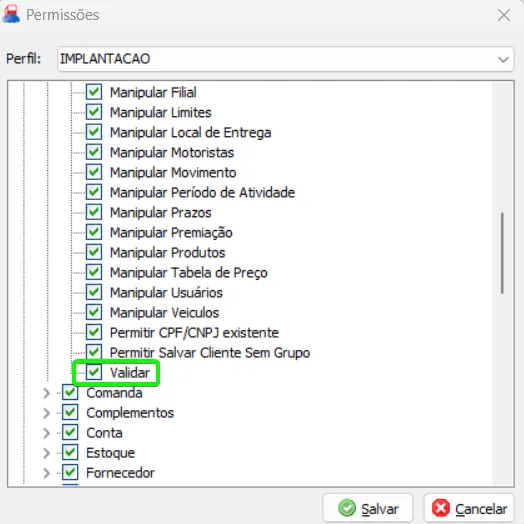 Permissões
Perfil: IMPLANTACAO
Manipular Filial
Manipular Limites
Manipular Local de Entrega
Manipular Motoristas
Manipular Movimento
Manipular Período de Atividade
Manipular Prazos
Manipular Premiação
Manipular Produtos
Manipular Tabela de Preço
Manipular Usuários
Manipular Veiculos
Permitir CPF/CNPJ existente
Permitir Salvar Cliente Sem Grupo
Validar
Comanda
Complementos
Conta
Estoque
Fornecedor
Salvar Cancelar